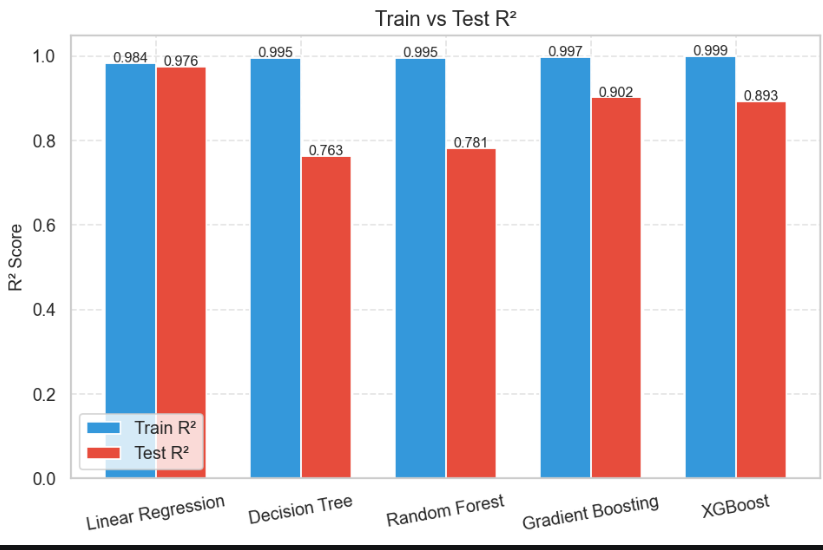 Train vs Test R²
1.0
0.8
0.6
0.4
0.2
0.0
R² Score
0.984
0.976
0.995
0.763
0.995
0.781
0.997
0.902
0.999
0.893
Train R²
Test R²
Linear Regression
Decision Tree
Random Forest
Gradient Boosting
XGBoost